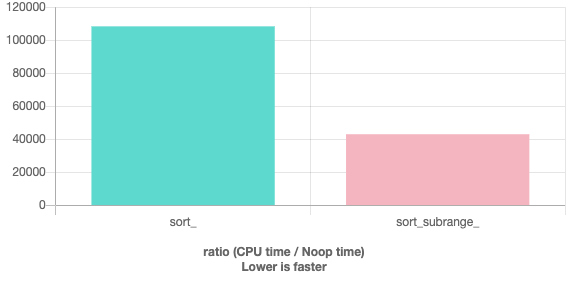 120000
100000
80000
60000
40000
20000
0
sort_ sort_subrange_
ratio (CPU time / Noop time)
Lower is faster